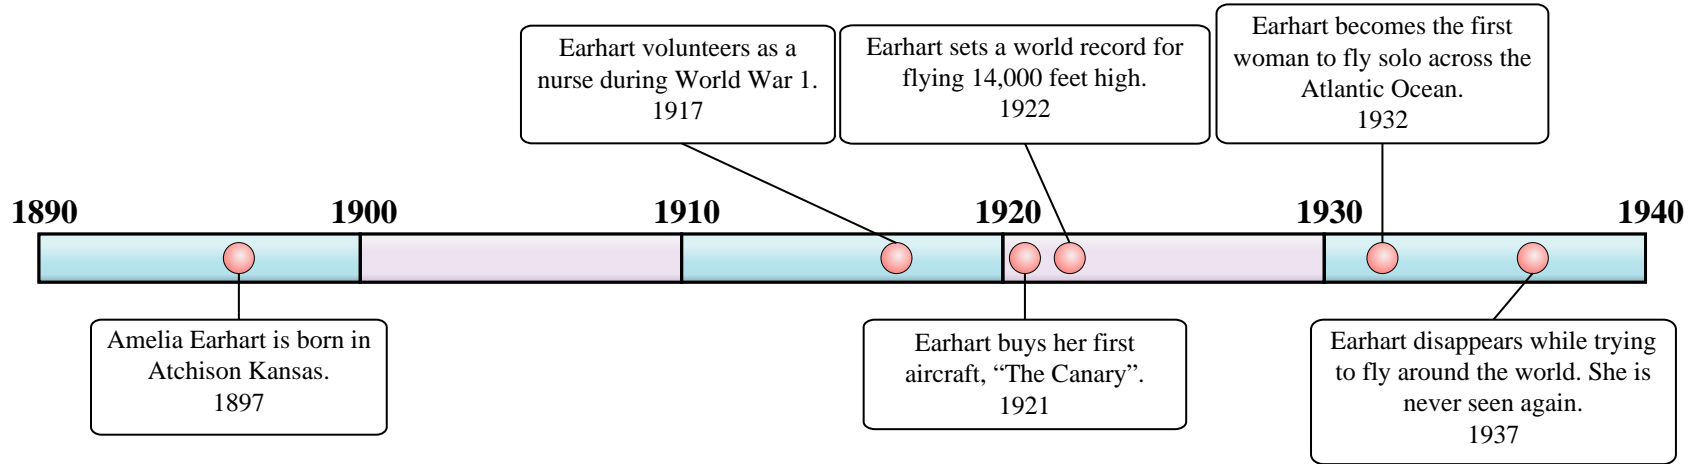 Earhart volunteers as a
nurse during World War 1.
1917
Earhart sets a world record for
flying 14,000 feet high.
1922
Earhart becomes the first
woman to fly solo across the
Atlantic Ocean.
1932
1890
1900
1910
1920
1930
1940
Amelia Earhart is born in
Atchison Kansas.
1897
Earhart buys her first
aircraft, “The Canary”.
1921
Earhart disappears while trying
to fly around the world. She is
never seen again.
1937